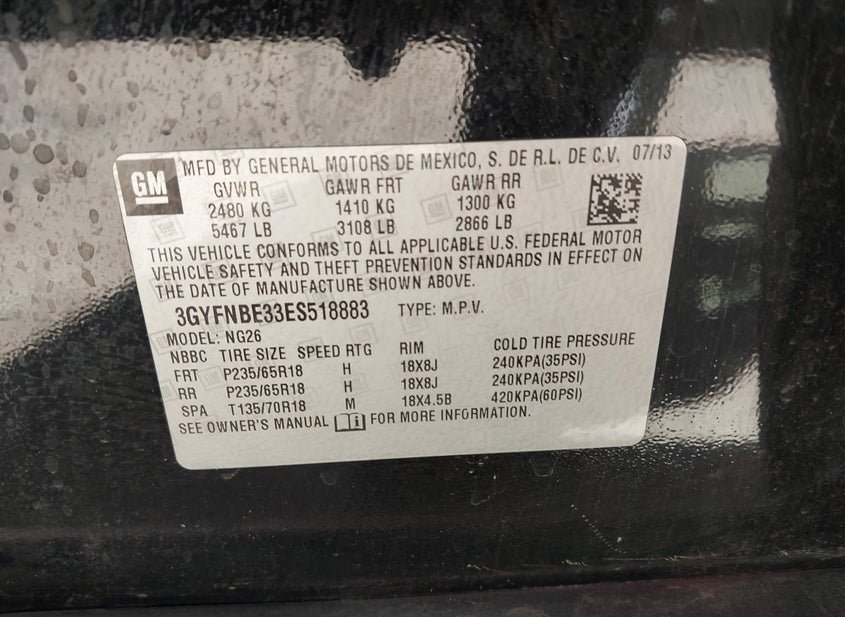 GM MFD BY GENERAL MOTORS DE MEXICO, S. DE R.L. DE C.V. 07/13
GVWR GAWR FRT GAWR RR
2480 KG 1410 KG 1300 KG
5467 LB 3108 LB 2866 LB
THIS VEHICLE CONFORMS TO ALL APPLICABLE U.S. FEDERAL MOTOR
VEHICLE SAFETY AND THEFT PREVENTION STANDARDS IN EFFECT ON
THE DATE OF MANUFACTURE SHOWN ABOVE.
3GYFNBE33ES518883 TYPE: M.P.V.
MODEL: NG26
NBBC TIRE SIZE SPEED RTG RIM COLD TIRE PRESSURE
FRT P235/65R18 H 18X8J 240KPA(35PSI)
RR P235/65R18 H 18X8J 240KPA(35PSI)
SPA T135/70R18 M 18X4.5B 420KPA(60PSI)
SEE OWNER'S MANUAL FOR MORE INFORMATION.